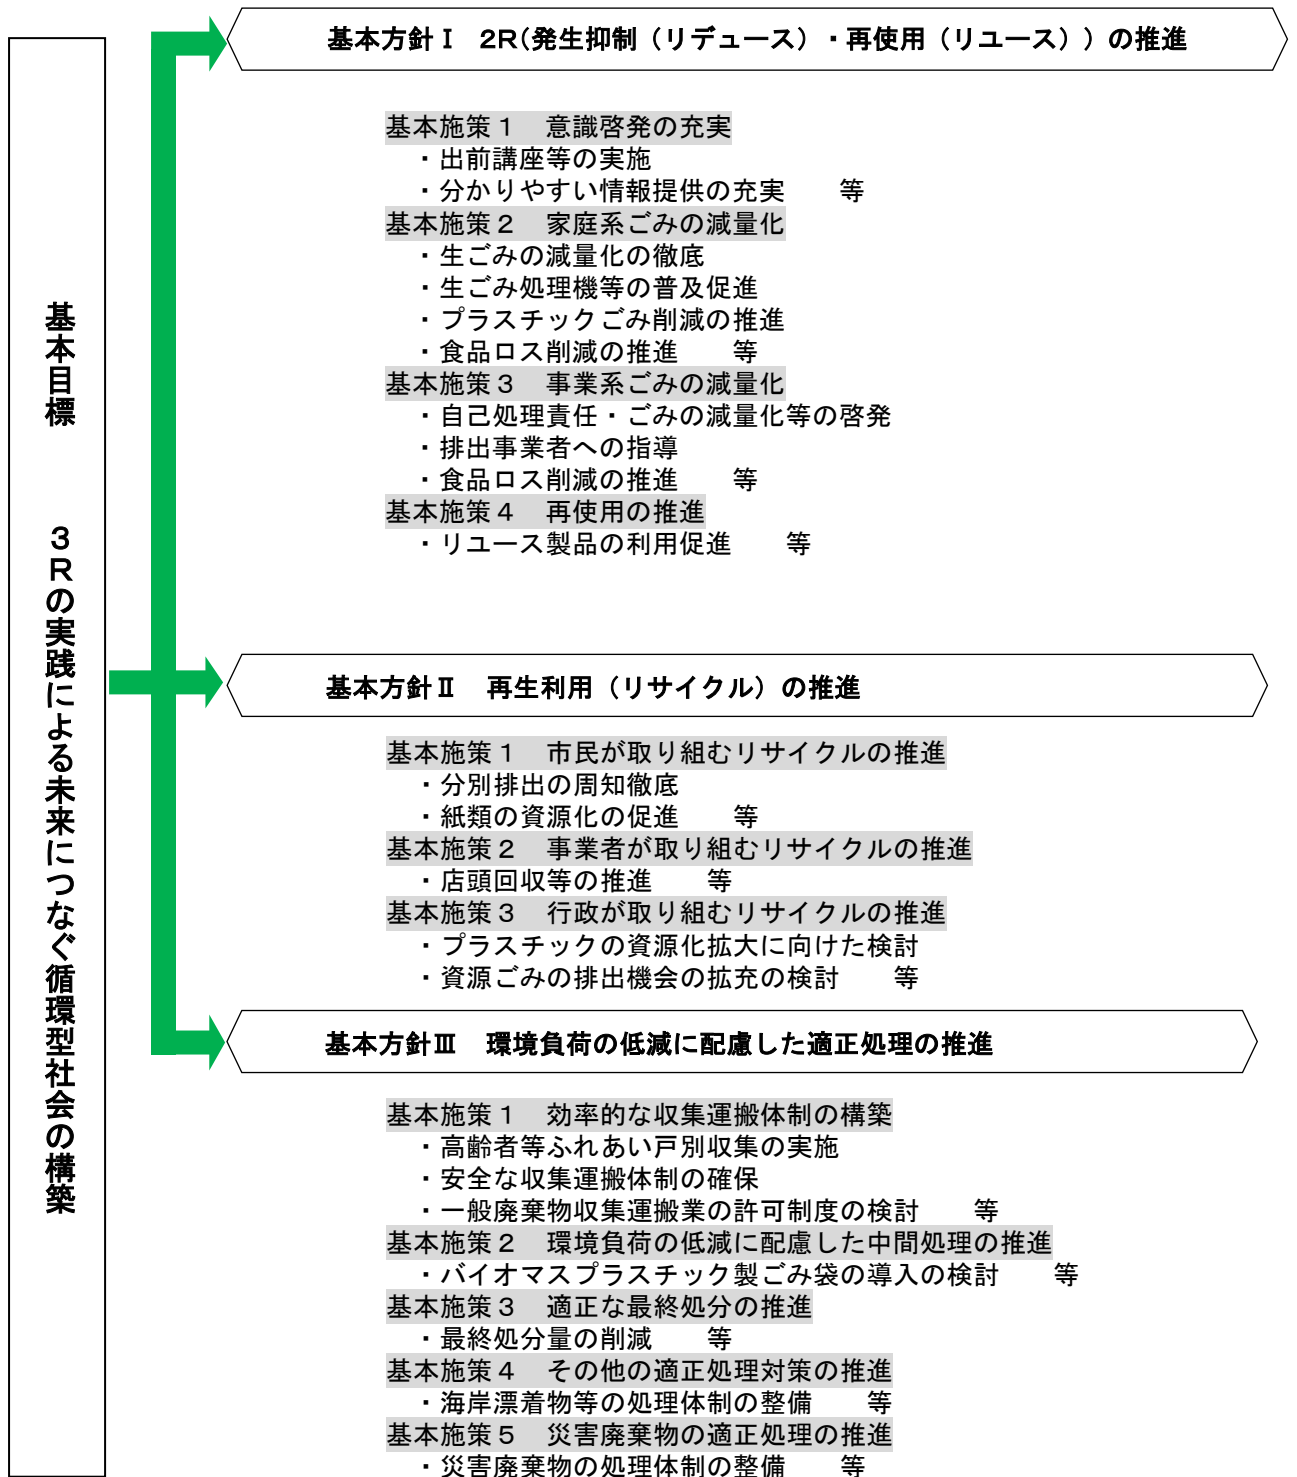 基本目標　　３Ｒの実践による未来につなぐ循環型社会の構築
基本方針Ⅰ　2R（発生抑制（リデュース）・再使用（リユース））の推進
基本施策１　意識啓発の充実
・出前講座等の実施
・分かりやすい情報提供の充実　　等
基本施策２　家庭系ごみの減量化
・生ごみの減量化の徹底
・生ごみ処理機等の普及促進
・プラスチックごみ削減の推進
・食品ロス削減の推進　　等
基本施策３　事業系ごみの減量化
・自己処理責任・ごみの減量化等の啓発
・排出事業者への指導
・食品ロス削減の推進　　等
基本施策４　再使用の推進
・リユース製品の利用促進　　等
基本方針Ⅱ　再生利用（リサイクル）の推進
基本施策１　市民が取り組むリサイクルの推進
・分別排出の周知徹底
・紙類の資源化の促進　　等
基本施策２　事業者が取り組むリサイクルの推進
・店頭回収等の推進　　等
基本施策３　行政が取り組むリサイクルの推進
・プラスチックの資源化拡大に向けた検討
・資源ごみの排出機会の拡充の検討　　等
基本方針Ⅲ　環境負荷の低減に配慮した適正処理の推進
基本施策１　効率的な収集運搬体制の構築
・高齢者等ふれあい戸別収集の実施
・安全な収集運搬体制の確保
・一般廃棄物収集運搬業の許可制度の検討　　等
基本施策２　環境負荷の低減に配慮した中間処理の推進
・バイオマスプラスチック製ごみ袋の導入の検討　　等
基本施策３　適正な最終処分の推進
・最終処分量の削減　　等
基本施策４　その他の適正処理対策の推進
・海岸漂着物等の処理体制の整備　　等
基本施策５　災害廃棄物の適正処理の推進
・災害廃棄物の処理体制の整備　　等